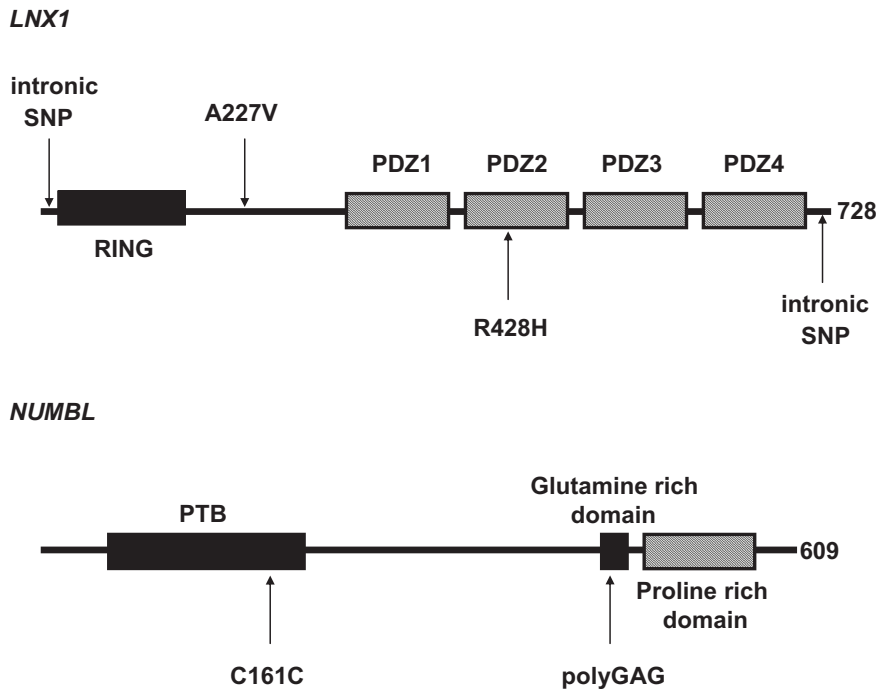 LNX1
intronic
SNP
A227V
PDZ1 PDZ2 PDZ3 PDZ4
728
RING
R428H
intronic
SNP
NUMBL
PTB
Glutamine rich
domain
609
Proline rich
domain
C161C
polyGAG